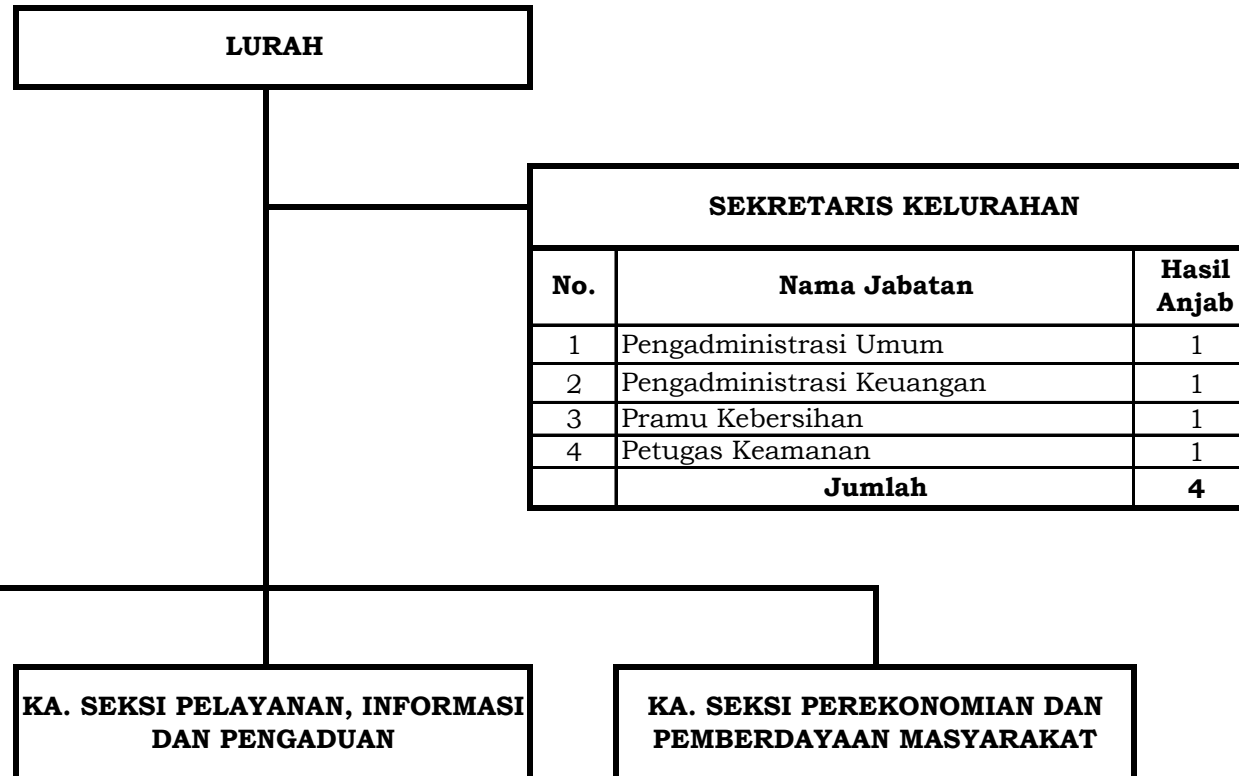 LURAH
SEKRETARIS KELURAHAN
No. Nama Jabatan Hasil Anjab
1 Pengadministrasi Umum 1
2 Pengadministrasi Keuangan 1
3 Pramu Kebersihan 1
4 Petugas Keamanan 1
Jumlah 4
KA. SEKSI PELAYANAN, INFORMASI
DAN PENGADUAN
KA. SEKSI PEREKONOMIAN DAN
PEMBERDAYAAN MASYARAKAT